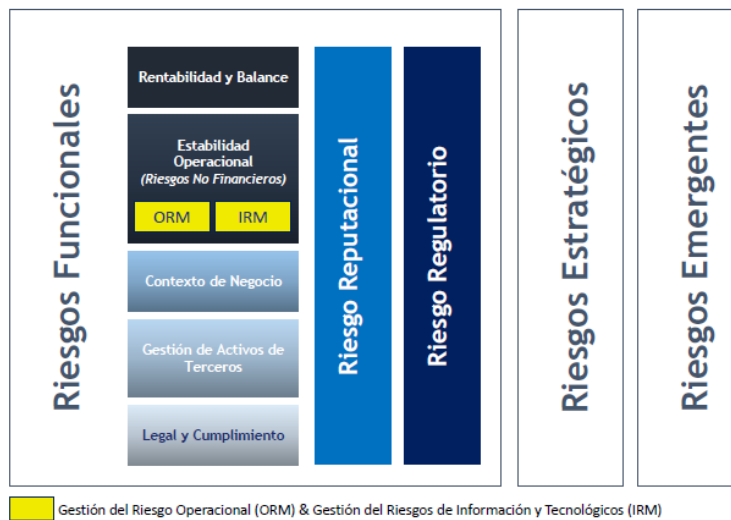 Riesgos Funcionales
Rentabilidad y Balance
Estabilidad
Operacional
(Riesgos No Financieros)
ORM
IRM
Contexto de Negocio
Gestión de Activos de
Terceros
Legal y Cumplimiento
Riesgo Reputacional
Riesgo Regulatorio
Riesgos Estratégicos
Riesgos Emergentes
Gestión del Riesgo Operacional (ORM) & Gestión del Riesgos de Información y Tecnológicos (IRM)